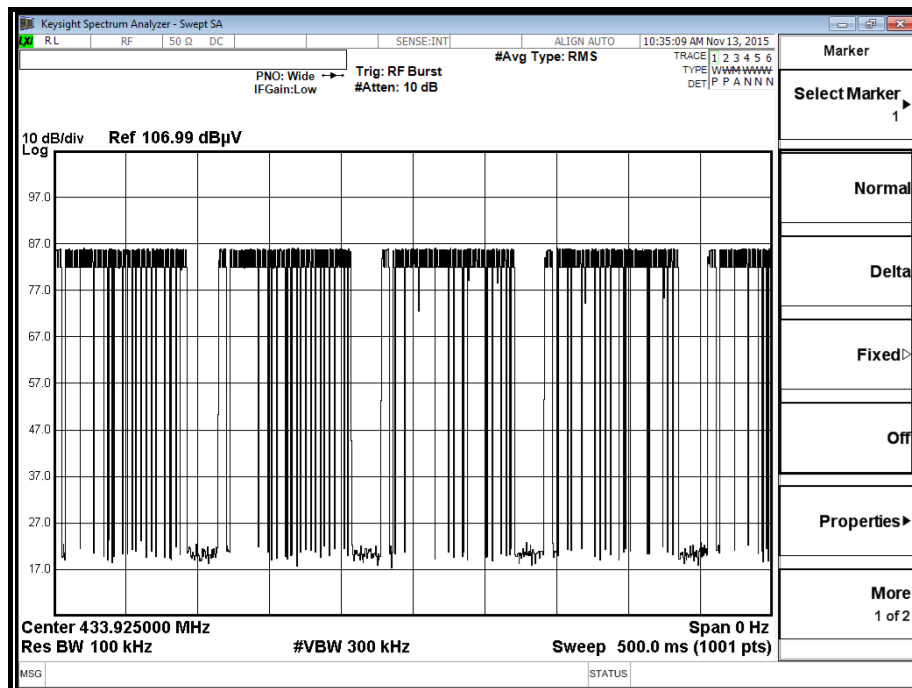 Keysight Spectrum Analyzer - Swept SA
LXI RL RF 50 Ω DC SENSE:INT ALIGN AUTO 10:35:09 AM Nov 13, 2015
Marker
PNO: Wide Trig: RF Burst #Avg Type: RMS TRACE 1 2 3 4 5 6
IFGain:Low #Atten: 10 dB TYPE WWMWWW
DET P P A N N N
Select Marker
1
10 dB/div Ref 106.99 dBµV
Log
97.0
87.0
77.0
67.0
57.0
47.0
37.0
27.0
17.0
Normal
Delta
Fixed
Off
Properties
More
1 of 2
Center 433.925000 MHz Span 0 Hz
Res BW 100 kHz #VBW 300 kHz Sweep 500.0 ms (1001 pts)
MSG STATUS